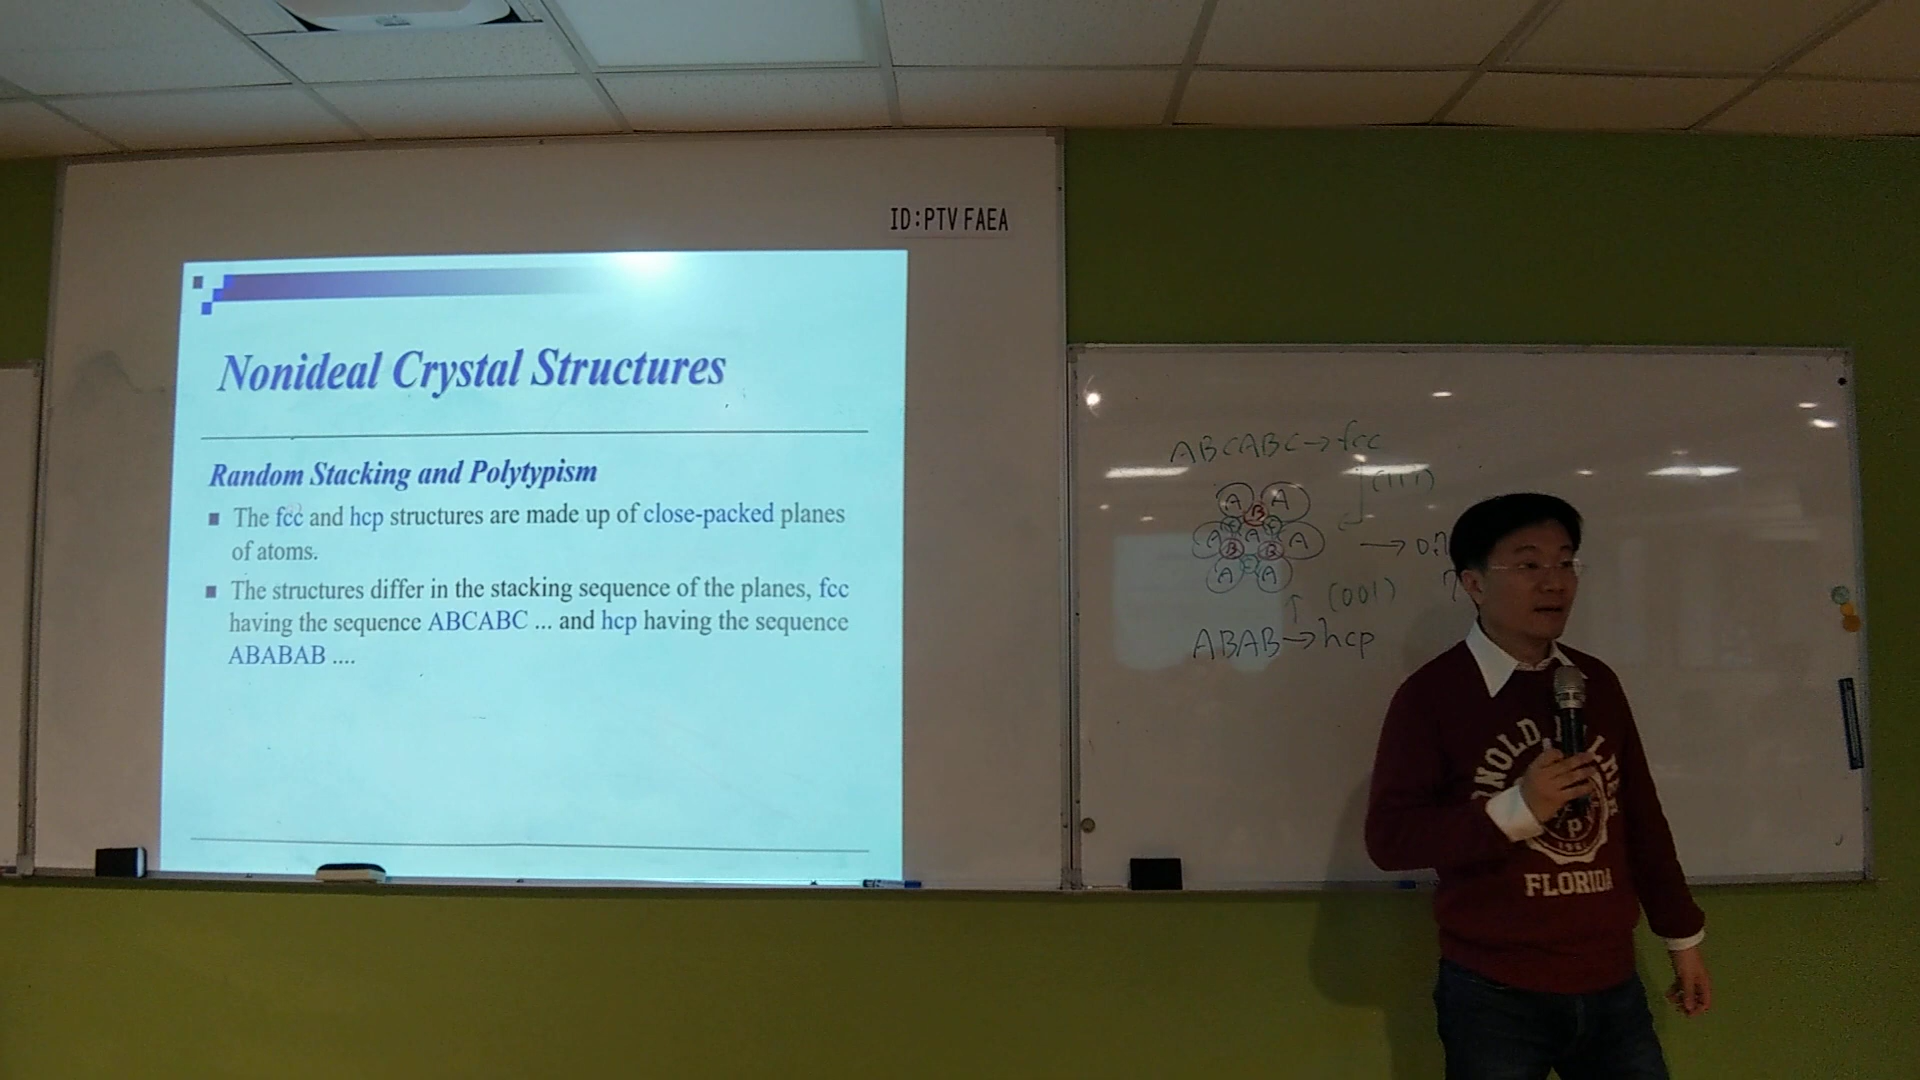 ID:PTV FAEA
Nonideal Crystal Structures
Random Stacking and Polytypism
The fcc and hcp structures are made up of close-packed planes
of atoms.
The structures differ in the stacking sequence of the planes, fcc
having the sequence ABCABC ... and hcp having the sequence
ABABAB ....
ABCABC→fcc
(111)
A A
B
C C
A A A
B B
C
A A
→ 0.7
(001)
ABAB→hcp
FLORIDA